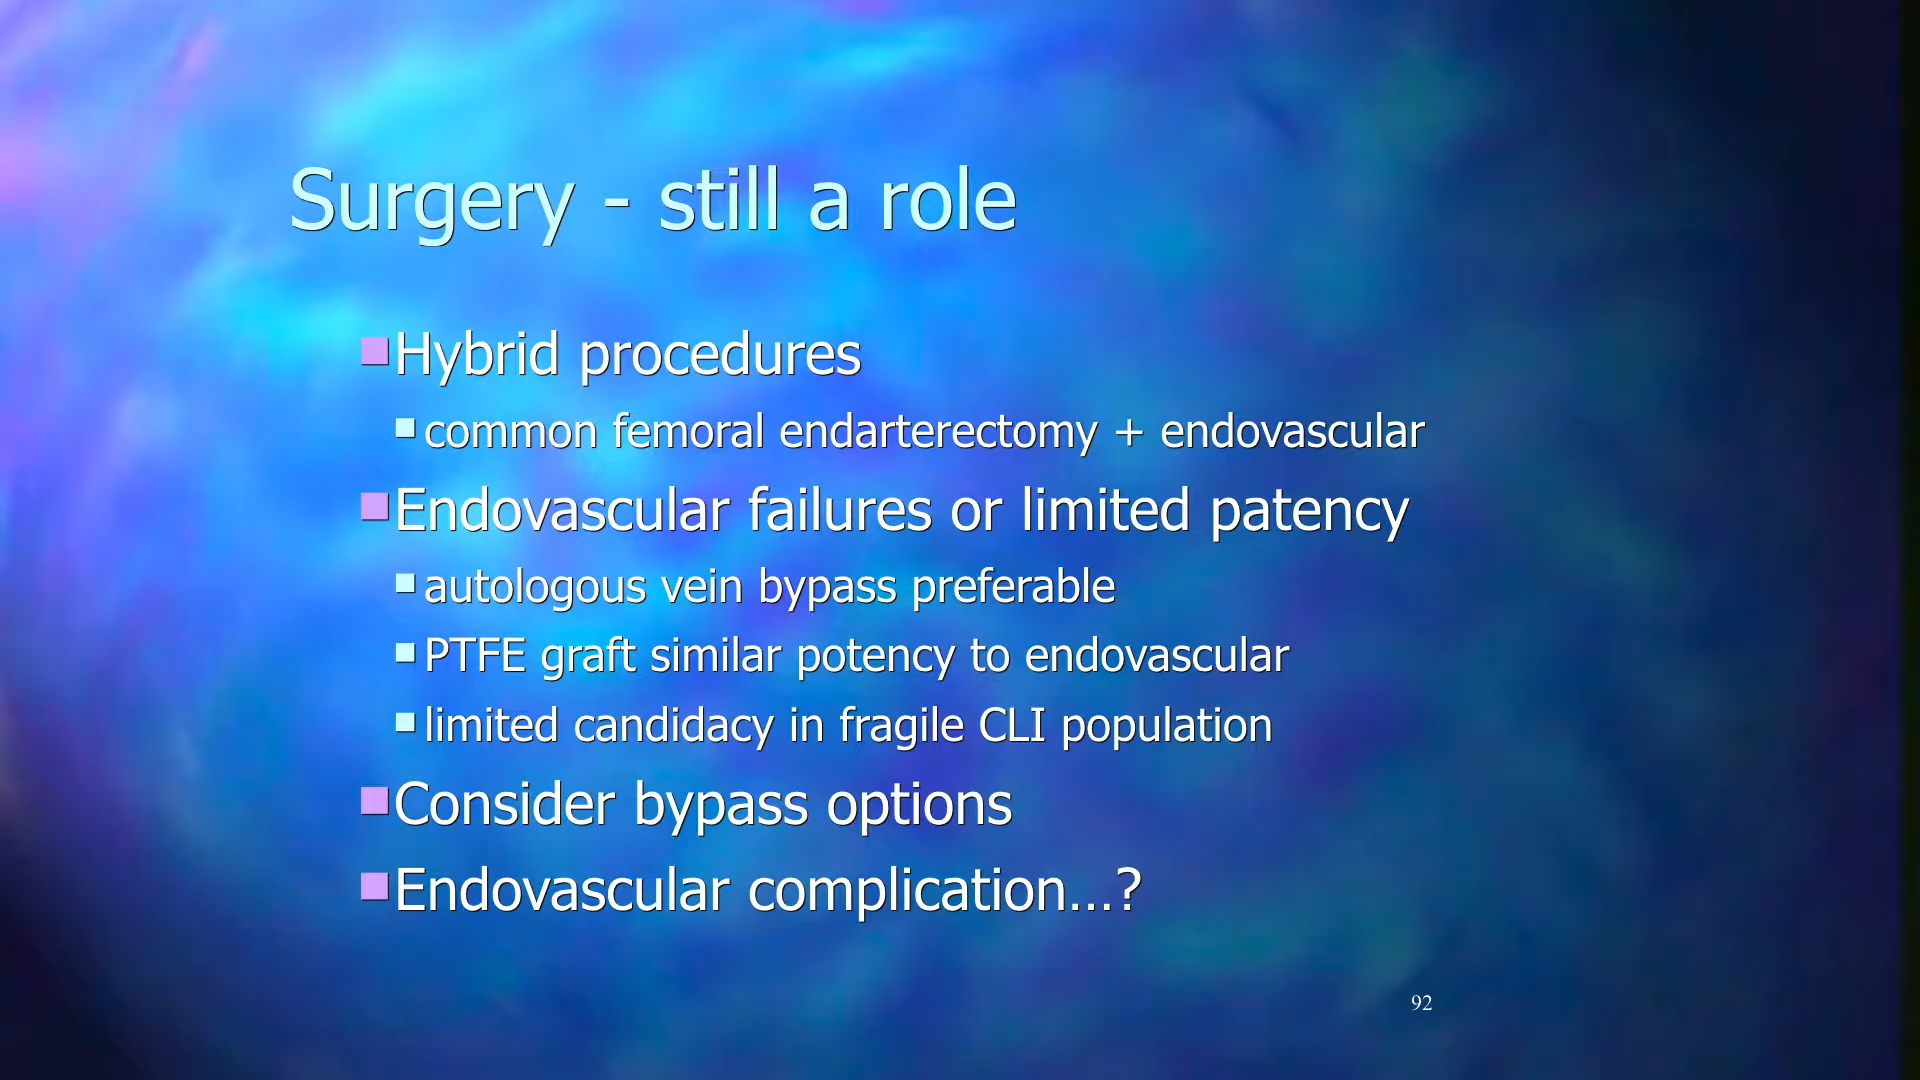 Surgery - still a role
Hybrid procedures
common femoral endarterectomy + endovascular
Endovascular failures or limited patency
autologous vein bypass preferable
PTFE graft similar potency to endovascular
limited candidacy in fragile CLI population
Consider bypass options
Endovascular complication...?
92